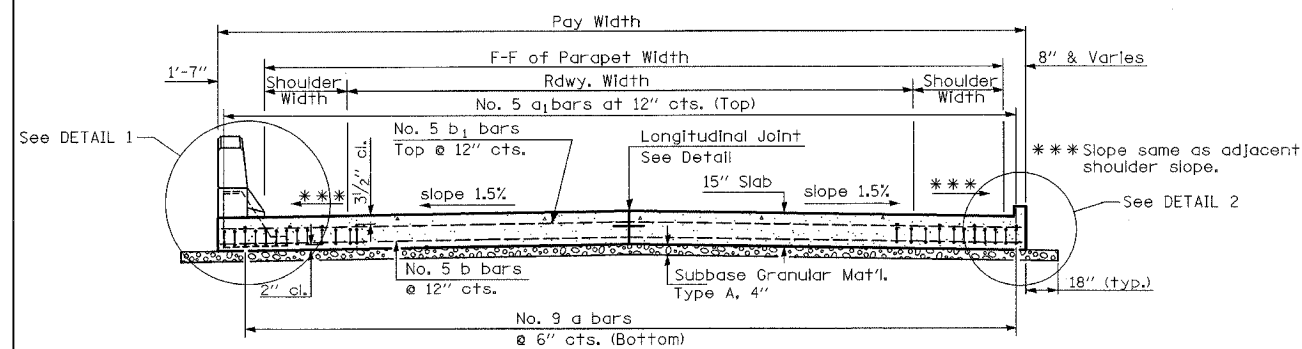 Pay Width
F-F of Parapet Width
1'-7"
8" & Varies
Shoulder
Width
Rdwy. Width
Shoulder
Width
No. 5 a₁ bars at 12" cts. (Top)
See DETAIL 1
No. 5 b₁ bars
Top @ 12" cts.
3½" cl.
Longitudinal Joint
See Detail
***Slope same as adjacent
shoulder slope.
***
slope 1.5%
15" Slab
slope 1.5%
***
See DETAIL 2
2" cl.
No. 5 b bars
@ 12" cts.
Subbase Granular Mat'l.
Type A, 4"
18" (typ.)
No. 9 a bars
@ 6" cts. (Bottom)